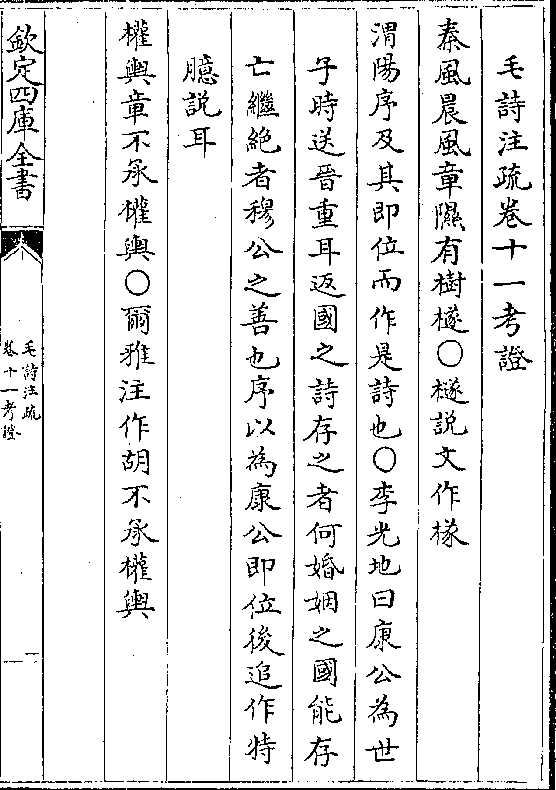 毛詩注疏卷十一考證
秦風晨風章隰有樹檖○檖說文作㯌
渭陽序及其即位而作是詩也○李光地曰康公為世
子時送晉重耳返國之詩存之者何婚姻之國能存
亡繼絶者穆公之善也序以為康公即位後追作特
臆説耳
權輿章不承權輿○爾雅注作胡不承權輿
欽定四庫全書
毛詩注疏
卷十一考證
一